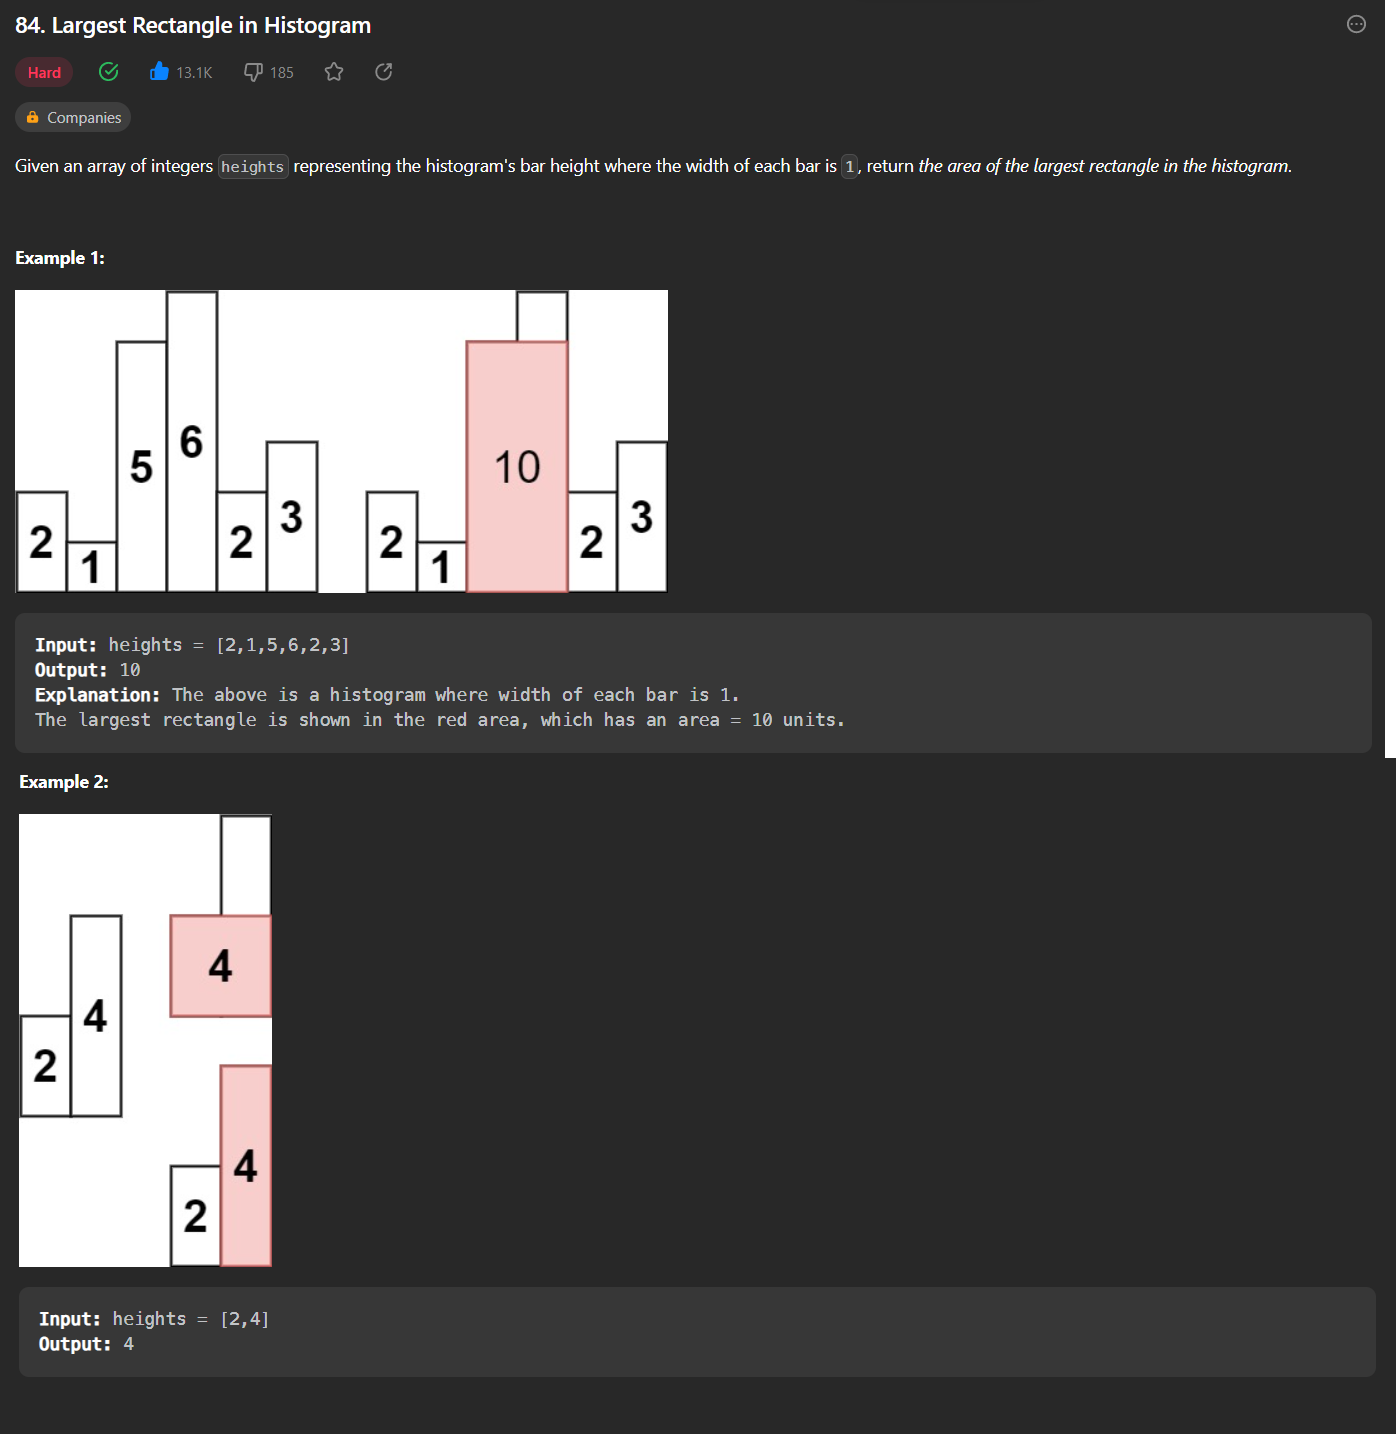 84. Largest Rectangle in Histogram
Hard 13.1K 185
Companies
Given an array of integers heights representing the histogram's bar height where the width of each bar is 1, return the area of the largest rectangle in the histogram.
Example 1:
2 1 5 6 2 3 2 1 10 2 3
Input: heights = [2,1,5,6,2,3]
Output: 10
Explanation: The above is a histogram where width of each bar is 1.
The largest rectangle is shown in the red area, which has an area = 10 units.
Example 2:
4
2 4
2 4
Input: heights = [2,4]
Output: 4